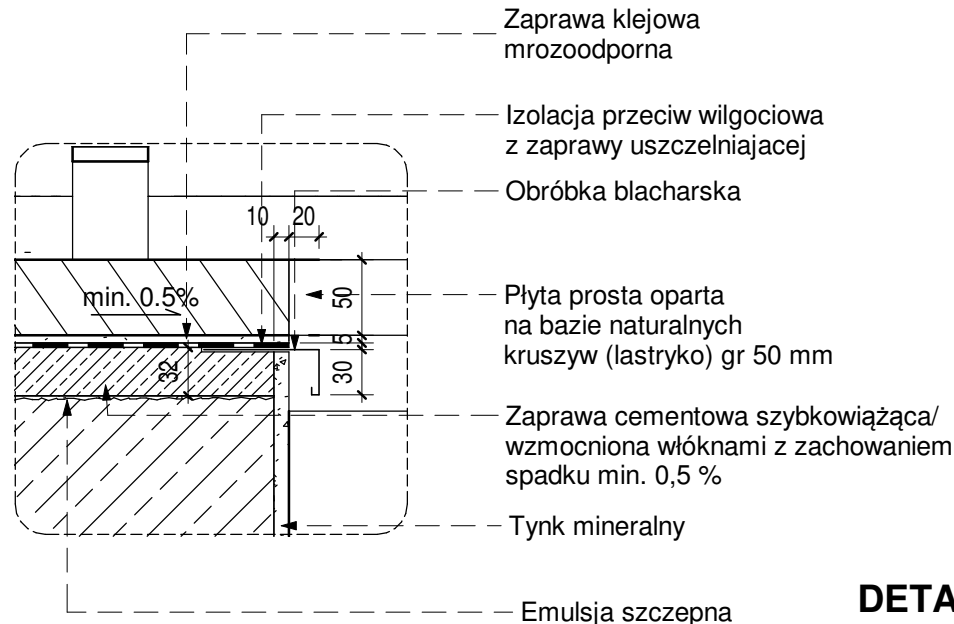 Zaprawa klejowa
mrozoodporna
Izolacja przeciw wilgociowa
z zaprawy uszczelniajacej
Obróbka blacharska
10 20
50
min. 0.5%
5
32
30
Płyta prosta oparta
na bazie naturalnych
kruszyw (lastryko) gr 50 mm
Zaprawa cementowa szybkowiążąca/
wzmocniona włóknami z zachowaniem
spadku min. 0,5 %
Tynk mineralny
Emulsja szczepna
DETA